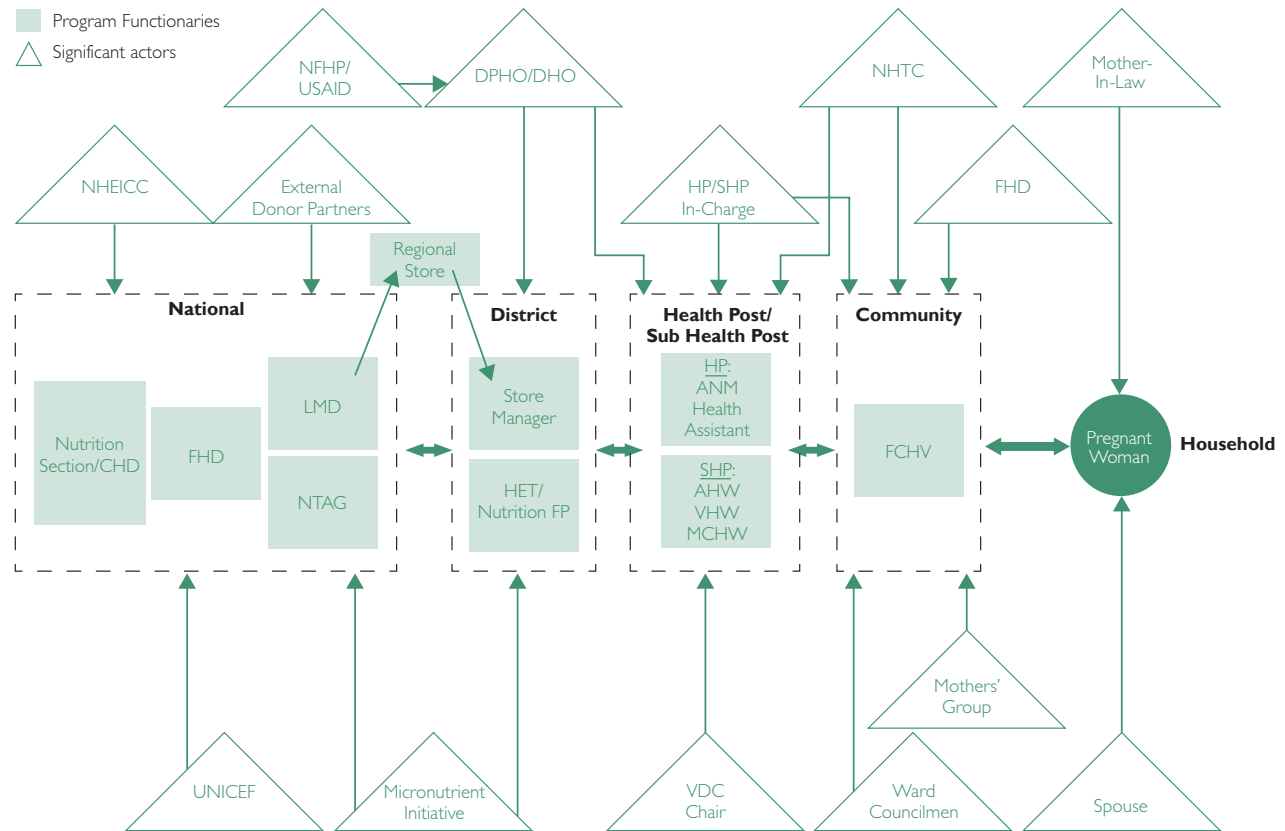 Program Functionaries
Significant actors
NFHP/
USAID
DPHO/DHO
NHTC
Mother-
In-Law
NHEICC
External
Donor Partners
HP/SHP
In-Charge
FHD
Regional
Store
National
District
Health Post/
Sub Health Post
Community
Nutrition
Section/CHD
FHD
LMD
NTAG
Store
Manager
HET/
Nutrition FP
HP:
ANM
Health
Assistant
SHP:
AHW
VHW
MCHW
FCHV
Pregnant
Woman
Household
Mothers'
Group
UNICEF
Micronutrient
Initiative
VDC
Chair
Ward
Councilmen
Spouse